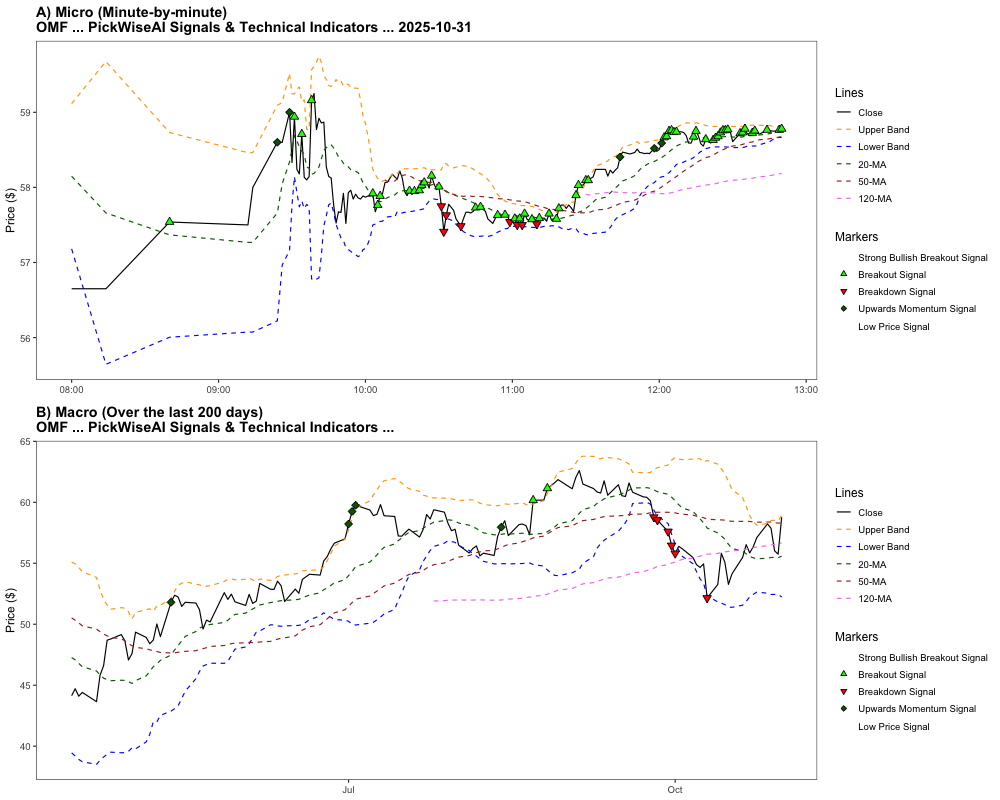 A) Micro (Minute-by-minute)
OMF ... PickWiseAI Signals & Technical Indicators ... 2025-10-31
Price ($)
59
58
57
56
08:00
09:00
10:00
11:00
12:00
13:00
Lines
Close
Upper Band
Lower Band
20-MA
50-MA
120-MA
Markers
Strong Bullish Breakout Signal
Breakout Signal
Breakdown Signal
Upwards Momentum Signal
Low Price Signal
B) Macro (Over the last 200 days)
OMF ... PickWiseAI Signals & Technical Indicators ...
Price ($)
65
60
55
50
45
40
Jul
Oct
Lines
Close
Upper Band
Lower Band
20-MA
50-MA
120-MA
Markers
Strong Bullish Breakout Signal
Breakout Signal
Breakdown Signal
Upwards Momentum Signal
Low Price Signal